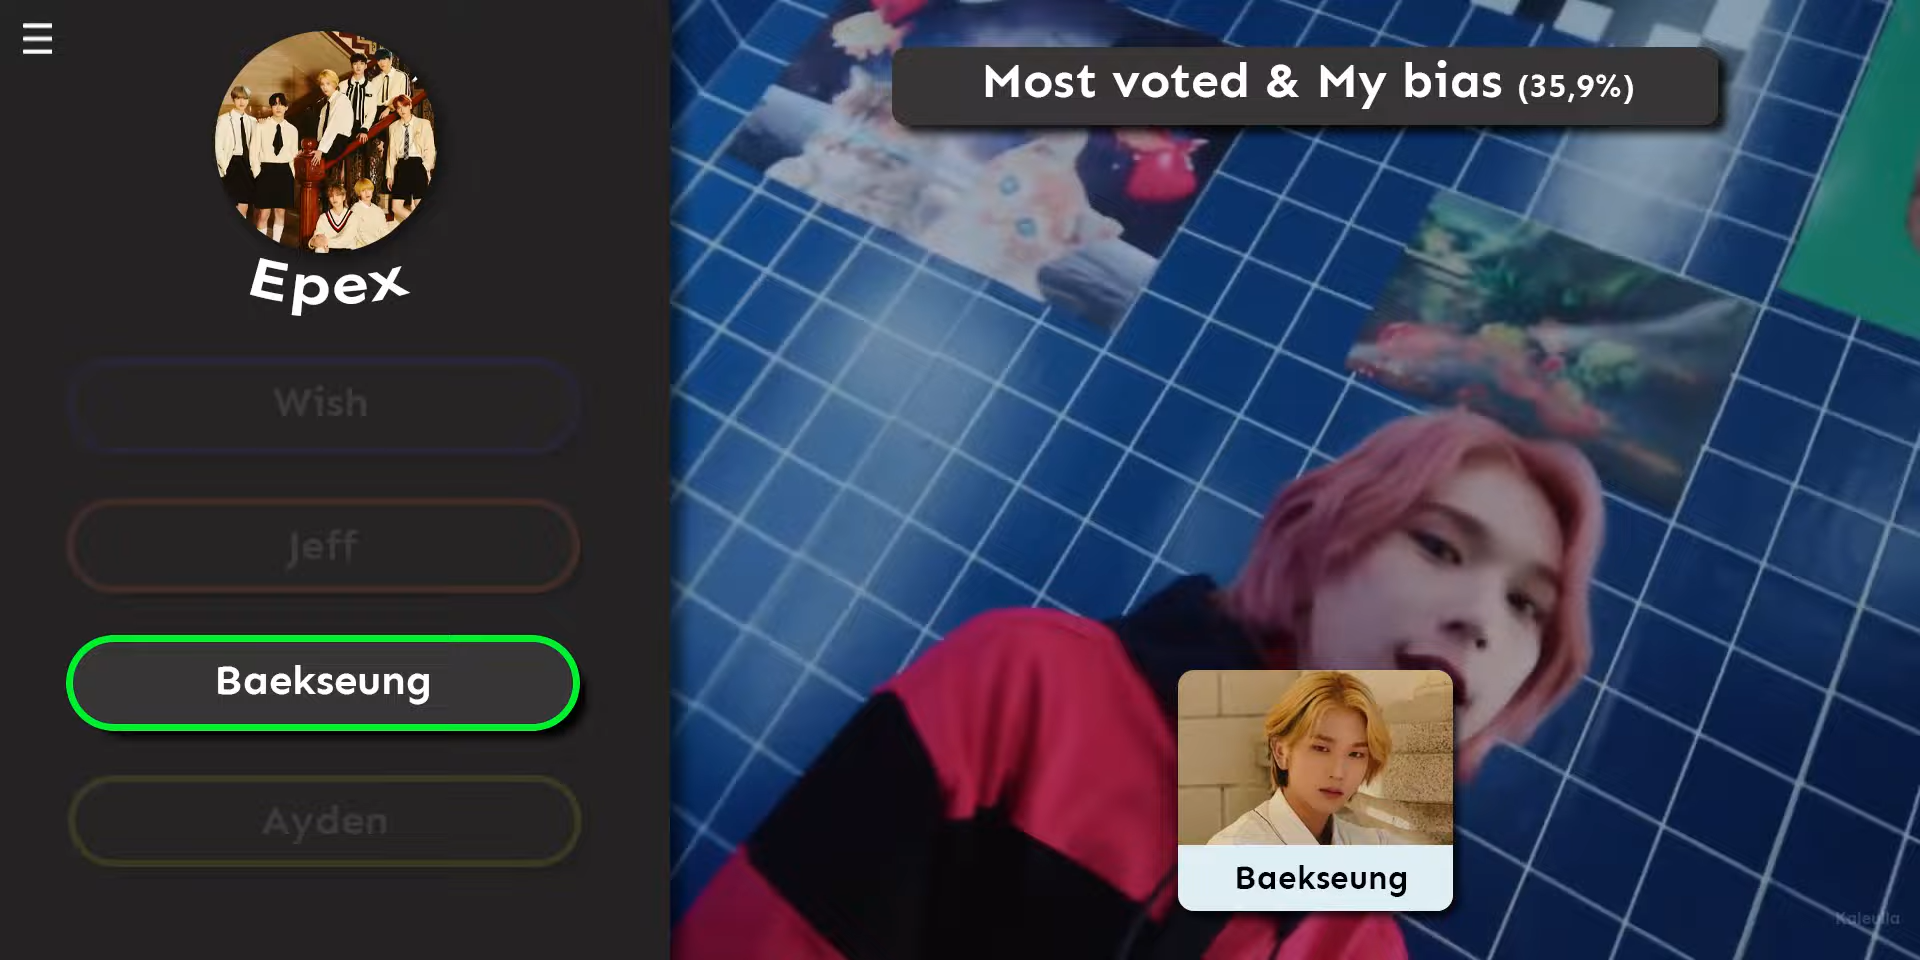 Most voted & My bias (35,9%)
Epex
Wish
Jeff
Baekseung
Ayden
Baekseung